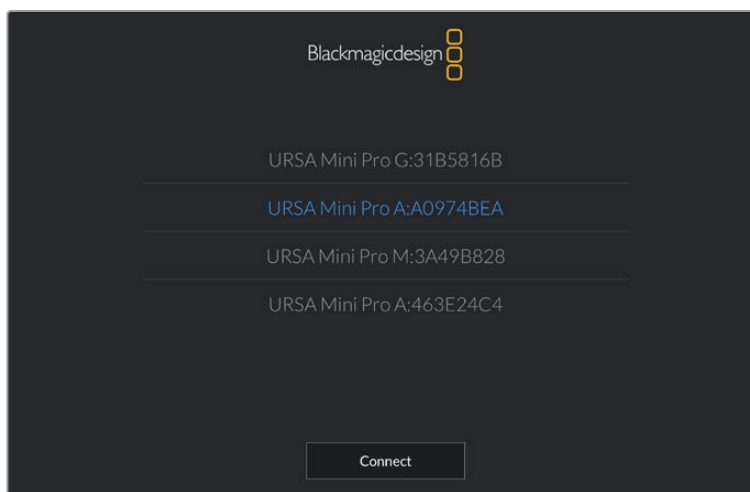 Blackmagicdesign
URSA Mini Pro G:31B5816B
URSA Mini Pro A:A0974BEA
URSA Mini Pro M:3A49B828
URSA Mini Pro A:463E24C4
Connect